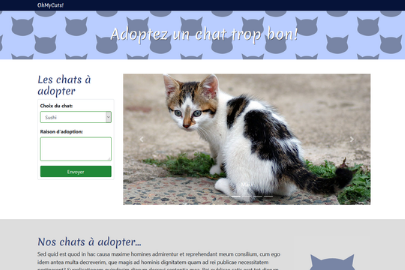 OhMyCats!
Adoptez un chat trop bon!
Les chats à
adopter
Choix du chat:
Sushi
Raison d'adoption:
Envoyer
Nos chats à adopter...
Sed quid est quod in hac causa maxime homines admirentur et reprehendant meum consilium, cum ego
idem antea multa decreverim, que magis ad hominis dignitatem quam ad rei publicae necessitatem